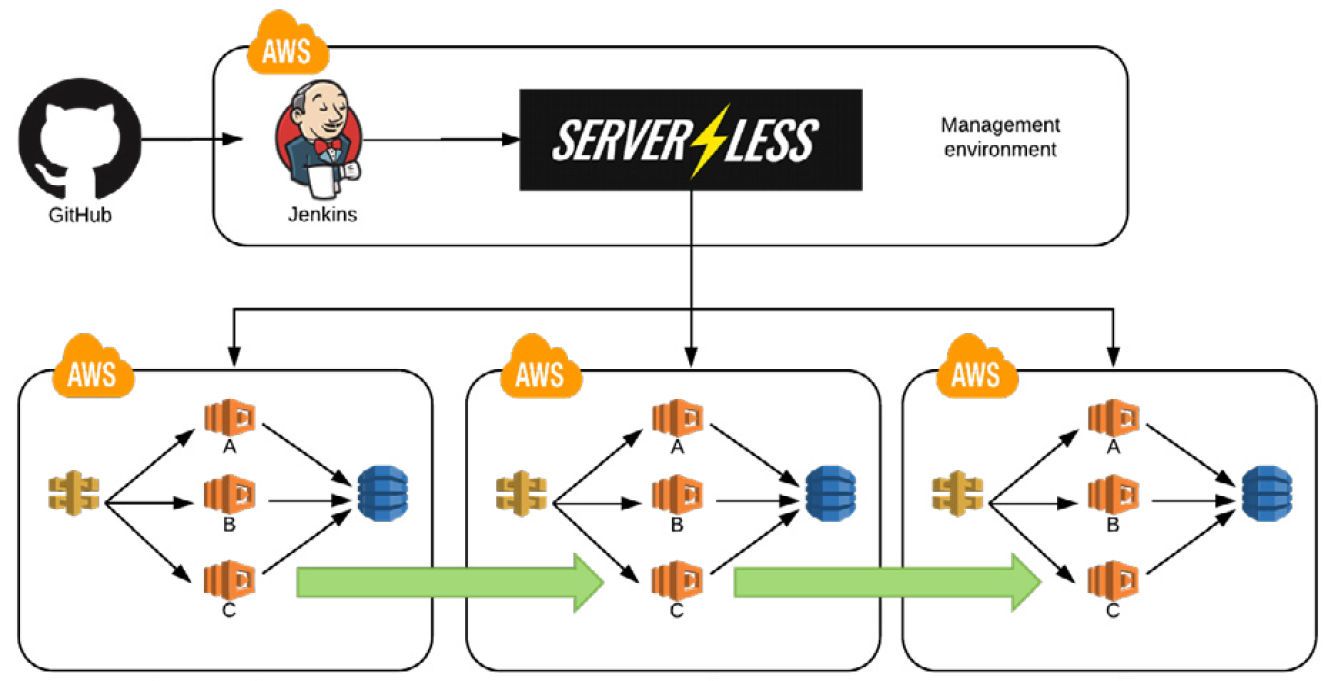 AWS
SERVERLESS
Management
environment
GitHub
Jenkins
AWS
AWS
AWS
A
A
A
B
B
B
C
C
C